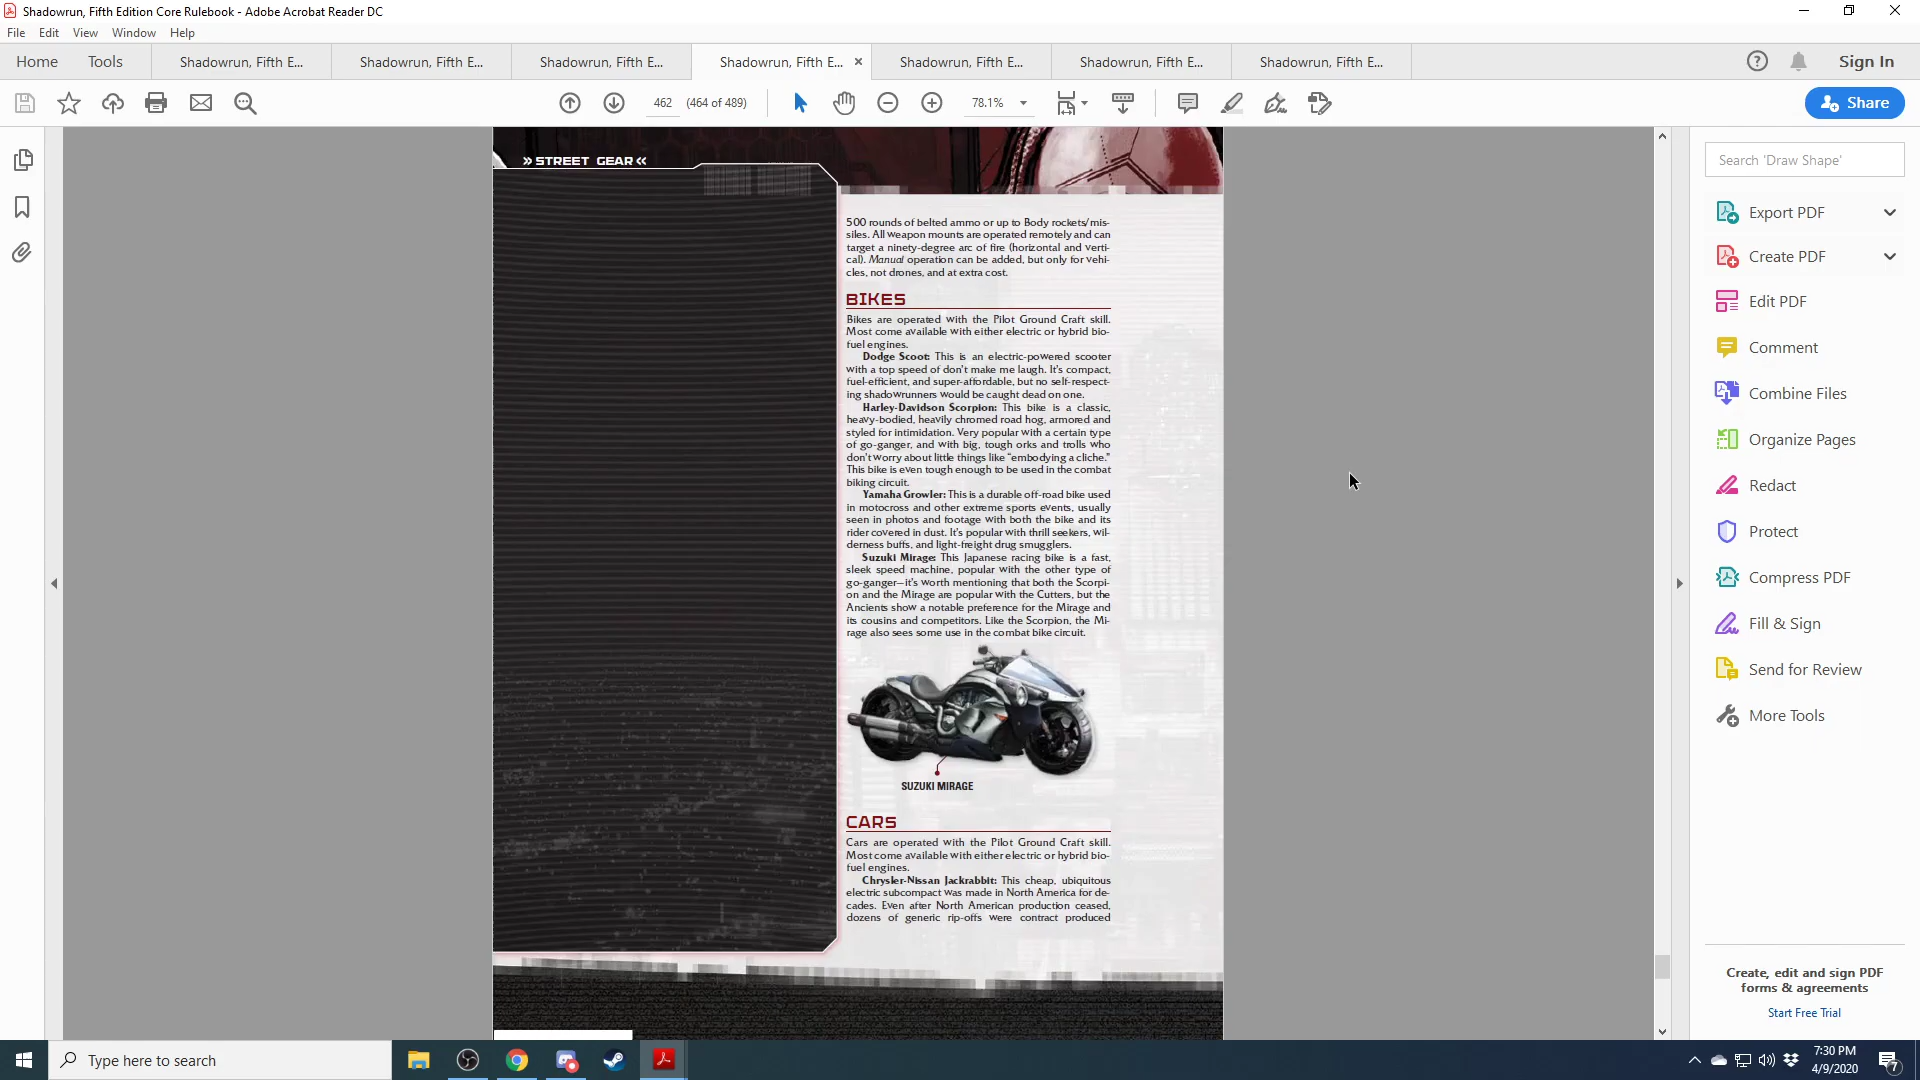 Shadowrun, Fifth Edition Core Rulebook - Adobe Acrobat Reader DC
File Edit View Window Help
Home Tools Shadowrun, Fifth E... Shadowrun, Fifth E... Shadowrun, Fifth E... Shadowrun, Fifth E... × Shadowrun, Fifth E... Shadowrun, Fifth E... Shadowrun, Fifth E... Sign In
462 (464 of 489) 78.1% Share
» STREET GEAR «
500 rounds of belted ammo or up to Body rockets/mis-
siles. All weapon mounts are operated remotely and can
target a ninety-degree arc of fire (horizontal and verti-
cal). Manual operation can be added, but only for vehi-
cles, not drones, and at extra cost.
BIKES
Bikes are operated with the Pilot Ground Craft skill.
Most come available with either electric or hybrid bio-
fuel engines.
Dodge Scoot: This is an electric-powered scooter
with a top speed of don't make me laugh. It's compact,
fuel-efficient, and super-affordable, but no self-respect-
ing shadowrunners would be caught dead on one.
Harley-Davidson Scorpion: This bike is a classic,
heavy-bodied, heavily chromed road hog, armored and
styled for intimidation. Very popular with a certain type
of go-ganger, and with big, tough orks and trolls who
don't worry about little things like “embodying a cliche.”
This bike is even tough enough to be used in the combat
biking circuit.
Yamaha Growler: This is a durable off-road bike used
in motocross and other extreme sports events, usually
seen in photos and footage with both the bike and its
rider covered in dust. It's popular with thrill seekers, wil-
derness buffs, and light-freight drug smugglers.
Suzuki Mirage: This Japanese racing bike is a fast,
sleek speed machine, popular with the other type of
go-ganger—it's worth mentioning that both the Scorpi-
on and the Mirage are popular with the Cutters, but the
Ancients show a notable preference for the Mirage and
its cousins and competitors. Like the Scorpion, the Mi-
rage also sees some use in the combat bike circuit.
SUZUKI MIRAGE
CARS
Cars are operated with the Pilot Ground Craft skill.
Most come available with either electric or hybrid bio-
fuel engines.
Chrysler-Nissan Jackrabbit: This cheap, ubiquitous
electric subcompact was made in North America for de-
cades. Even after North American production ceased,
dozens of generic rip-offs were contract produced
Search 'Draw Shape'
Export PDF
Create PDF
Edit PDF
Comment
Combine Files
Organize Pages
Redact
Protect
Compress PDF
Fill & Sign
Send for Review
More Tools
Create, edit and sign PDF
forms & agreements
Start Free Trial
Type here to search
7:30 PM
4/9/2020
7